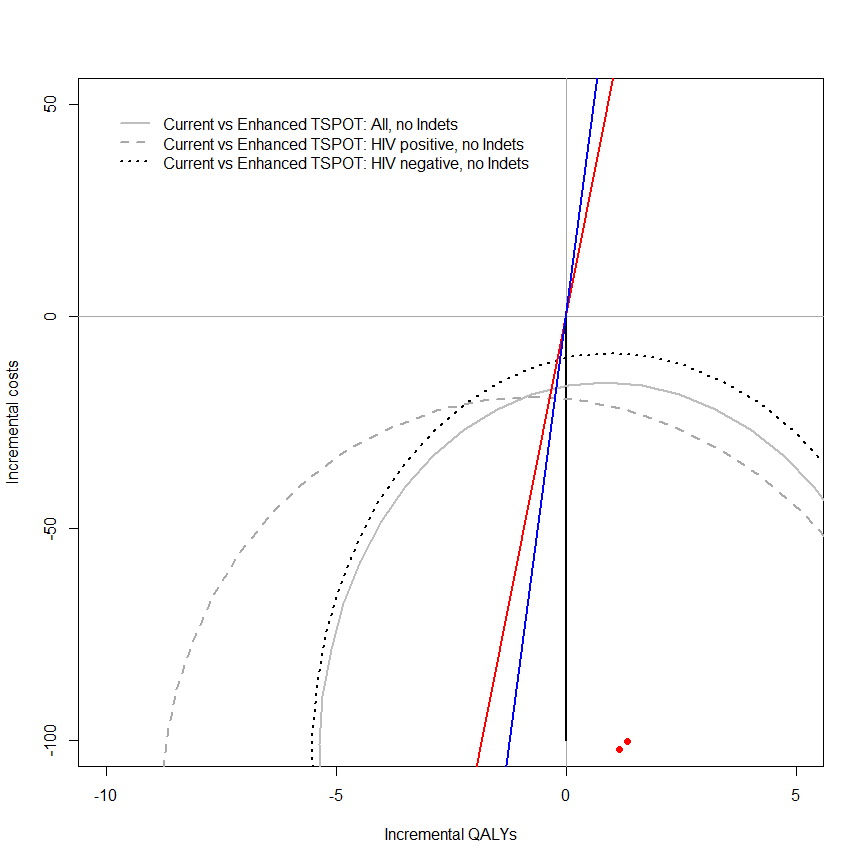 50
Current vs Enhanced TSPOT: All, no Indets
Current vs Enhanced TSPOT: HIV positive, no Indets
Current vs Enhanced TSPOT: HIV negative, no Indets
0
Incremental costs
-50
-100
-10
-5
0
5
Incremental QALYs